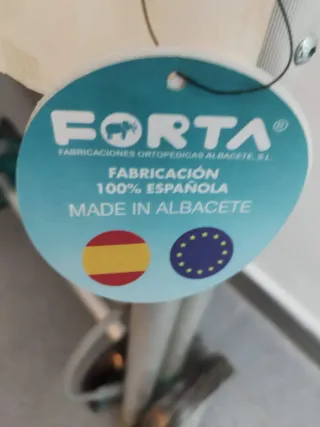 FORTA®
FABRICACIONES ORTOPEDICAS ALBACETE, S.L.
FABRICACIÓN
100% ESPAÑOLA
MADE IN ALBACETE